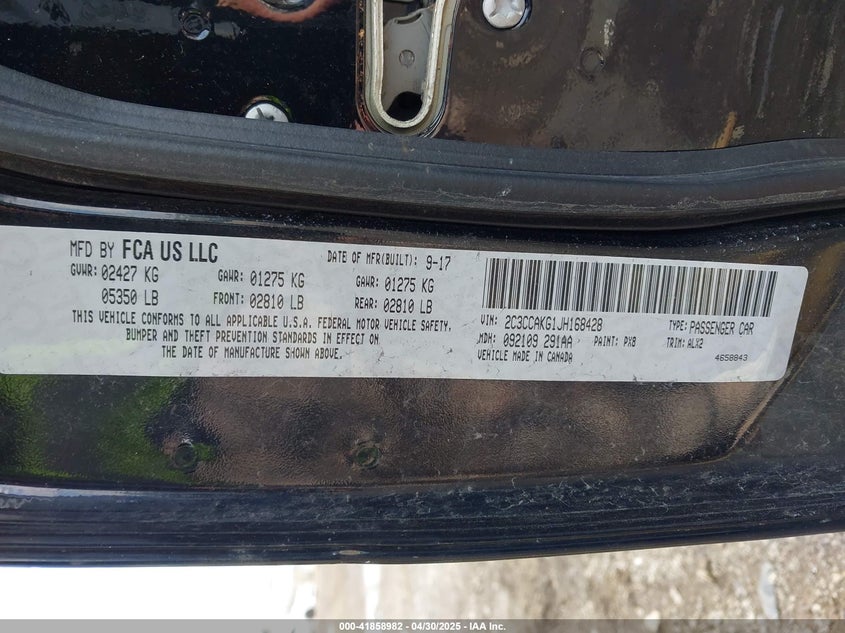 MFD BY FCA US LLC
DATE OF MFR(BUILT): 9-17
GVWR: 02427 KG GAWR: 01275 KG GAWR: 01275 KG
05350 LB FRONT: 02810 LB REAR: 02810 LB
THIS VEHICLE CONFORMS TO ALL APPLICABLE U.S.A. FEDERAL MOTOR VEHICLE SAFETY,
BUMPER AND THEFT PREVENTION STANDARDS IN EFFECT ON
THE DATE OF MANUFACTURE SHOWN ABOVE.
VIN: 2C3CCAKG1JH168428 TYPE: PASSENGER CAR
MDH: 092109 291AA PAINT: PX8 TRIM: ALX2
VEHICLE MADE IN CANADA 4658843
000-41858982 - 04/30/2025 - IAA Inc.